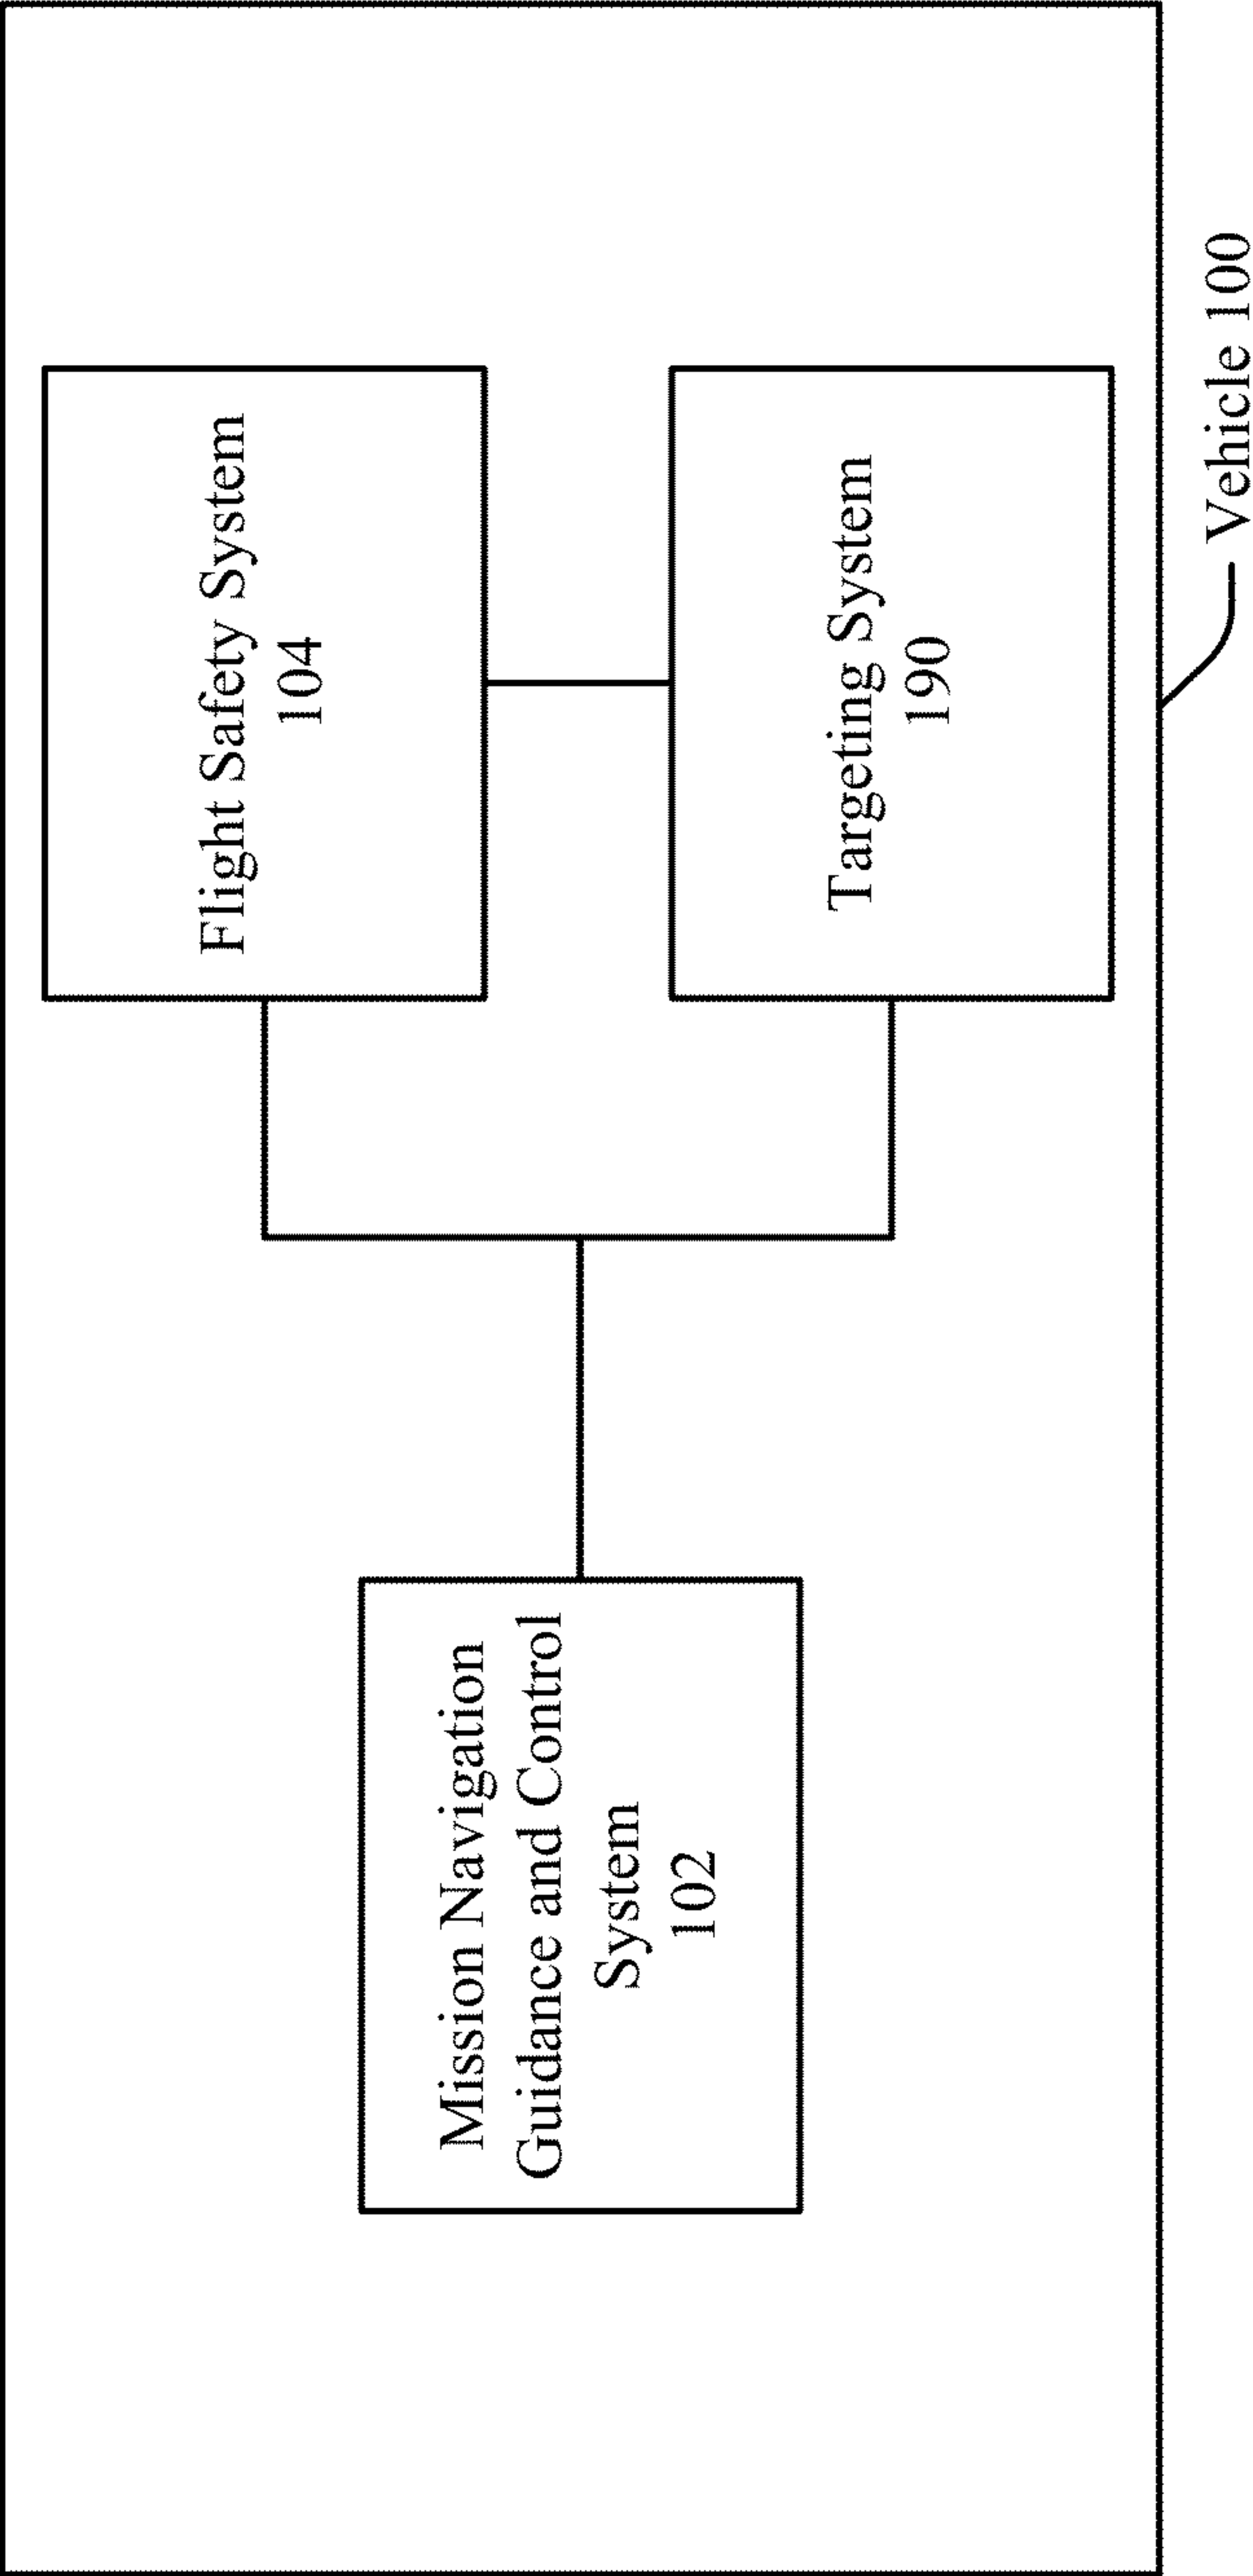 Flight Safety System
104
Mission Navigation
Guidance and Control
System
102
Targeting System
190
Vehicle 100